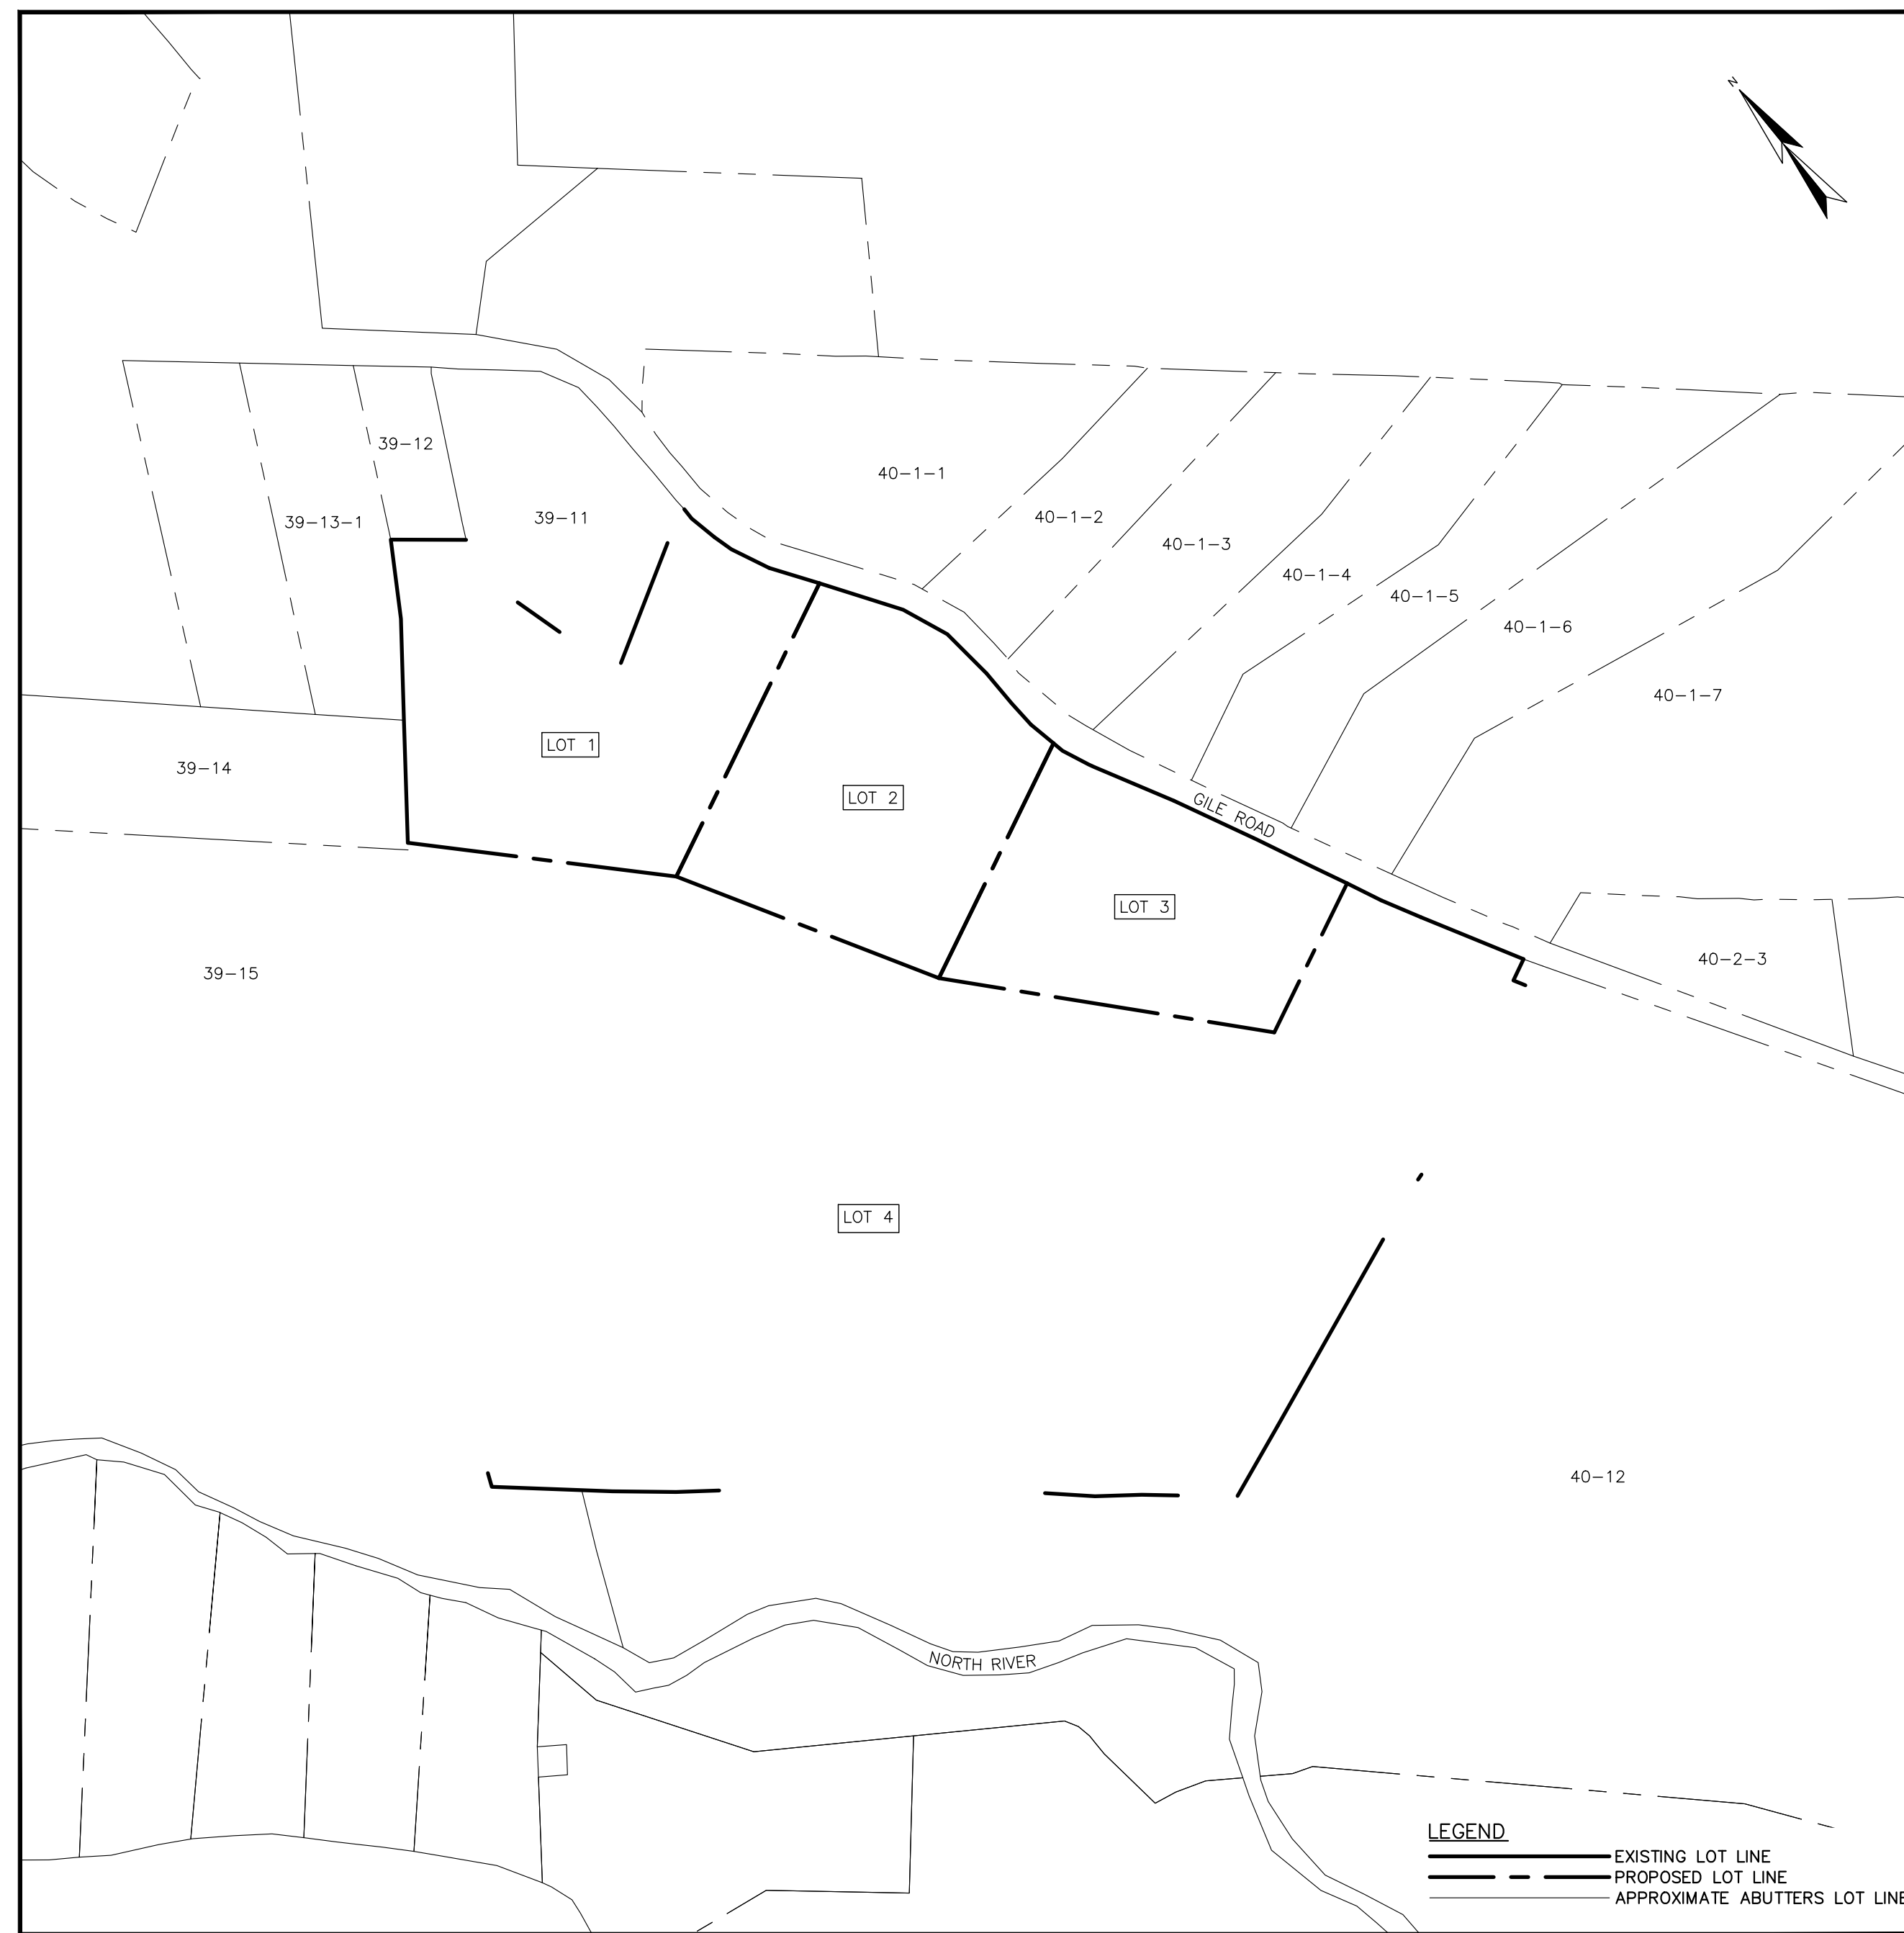 N
39-12
40-1-1
39-13-1
39-11
40-1-2
40-1-3
40-1-4
40-1-5
40-1-6
40-1-7
LOT 1
39-14
LOT 2
GILE ROAD
LOT 3
40-2-3
39-15
LOT 4
40-12
NORTH RIVER
LEGEND
EXISTING LOT LINE
PROPOSED LOT LINE
APPROXIMATE ABUTTERS LOT LINE